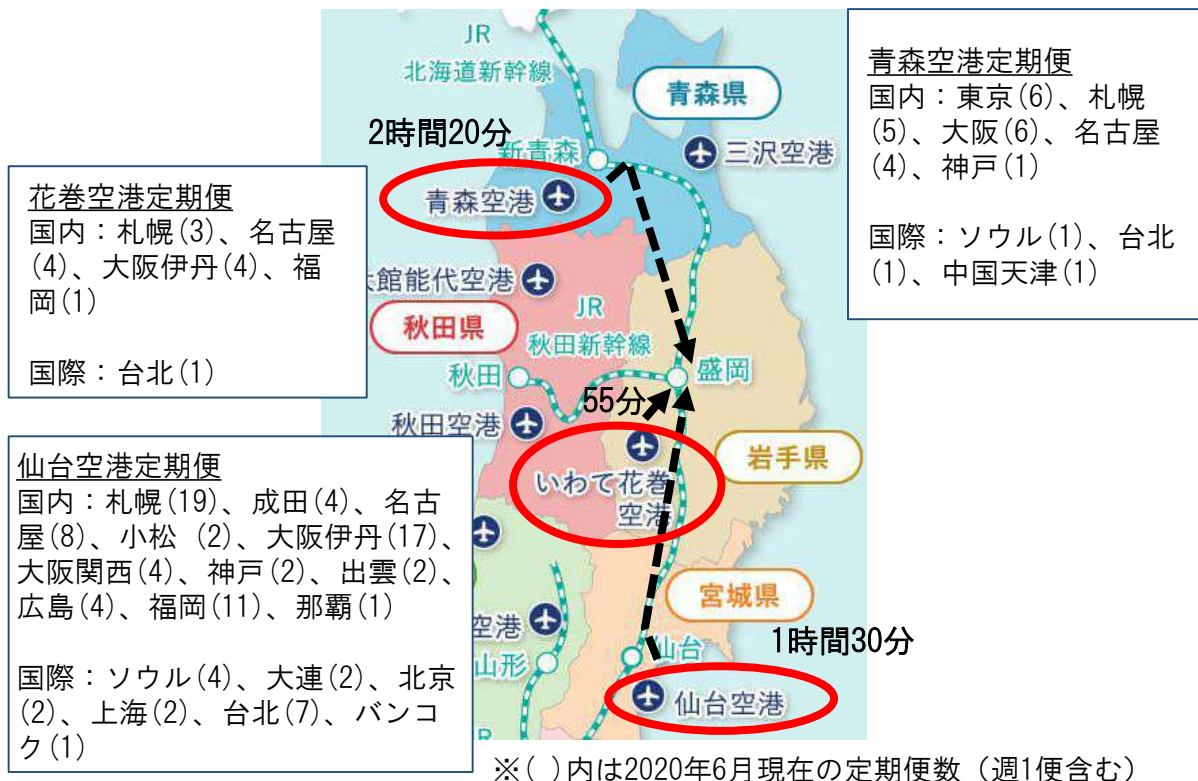 JR
北海道新幹線
青森県
2時間20分
新青森
三沢空港
青森空港
青森空港定期便
国内：東京(6)、札幌
(5)、大阪(6)、名古屋
(4)、神戸(1)
国際：ソウル(1)、台北
(1)、中国天津(1)
花巻空港定期便
国内：札幌(3)、名古屋
(4)、大阪伊丹(4)、福
岡(1)
国際：台北(1)
館能代空港
秋田県
JR
秋田新幹線
秋田
盛岡
55分
秋田空港
いわて花巻
空港
岩手県
仙台空港定期便
国内：札幌(19)、成田(4)、名古
屋(8)、小松 (2)、大阪伊丹(17)、
大阪関西(4)、神戸(2)、出雲(2)、
広島(4)、福岡(11)、那覇(1)
国際：ソウル(4)、大連(2)、北京
(2)、上海(2)、台北(7)、バンコ
ク(1)
宮城県
空港
山形
仙台
1時間30分
仙台空港
R
※( )内は2020年6月現在の定期便数（週1便含む）